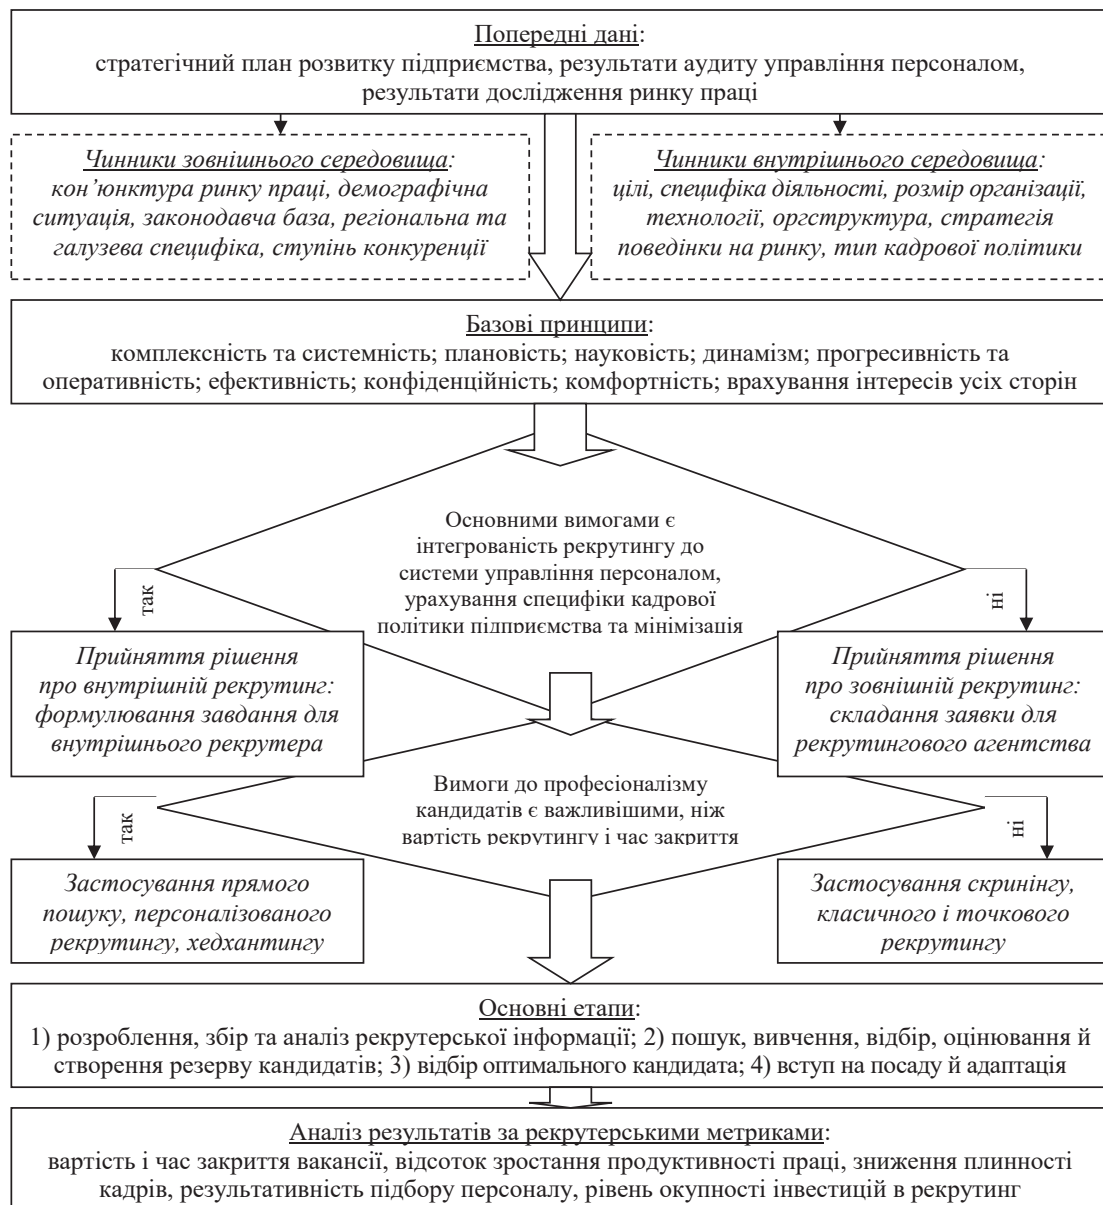 Попередні дані:
стратегічний план розвитку підприємства, результати аудиту управління персоналом,
результати дослідження ринку праці
Чинники зовнішнього середовища:
кон’юнктура ринку праці, демографічна
ситуація, законодавча база, регіональна та
галузева специфіка, ступінь конкуренції
Чинники внутрішнього середовища:
цілі, специфіка діяльності, розмір організації,
технології, оргструктура, стратегія
поведінки на ринку, тип кадрової політики
Базові принципи:
комплексність та системність; плановість; науковість; динамізм; прогресивність та
оперативність; ефективність; конфіденційність; комфортність; врахування інтересів усіх сторін
Основними вимогами є
інтегрованість рекрутингу до
системи управління персоналом,
урахування специфіки кадрової
політики підприємства та мінімізація
так
ні
Прийняття рішення
про внутрішній рекрутинг:
формулювання завдання для
внутрішнього рекрутера
Прийняття рішення
про зовнішній рекрутинг:
складання заявки для
рекрутингового агентства
Вимоги до професіоналізму
кандидатів є важливішими, ніж
вартість рекрутингу і час закриття
так
ні
Застосування прямого
пошуку, персоналізованого
рекрутингу, хедхантингу
Застосування скринінгу,
класичного і точкового
рекрутингу
Основні етапи:
1) розроблення, збір та аналіз рекрутерської інформації; 2) пошук, вивчення, відбір, оцінювання й
створення резерву кандидатів; 3) відбір оптимального кандидата; 4) вступ на посаду й адаптація
Аналіз результатів за рекрутерськими метриками:
вартість і час закриття вакансії, відсоток зростання продуктивності праці, зниження плинності
кадрів, результативність підбору персоналу, рівень окупності інвестицій в рекрутинг